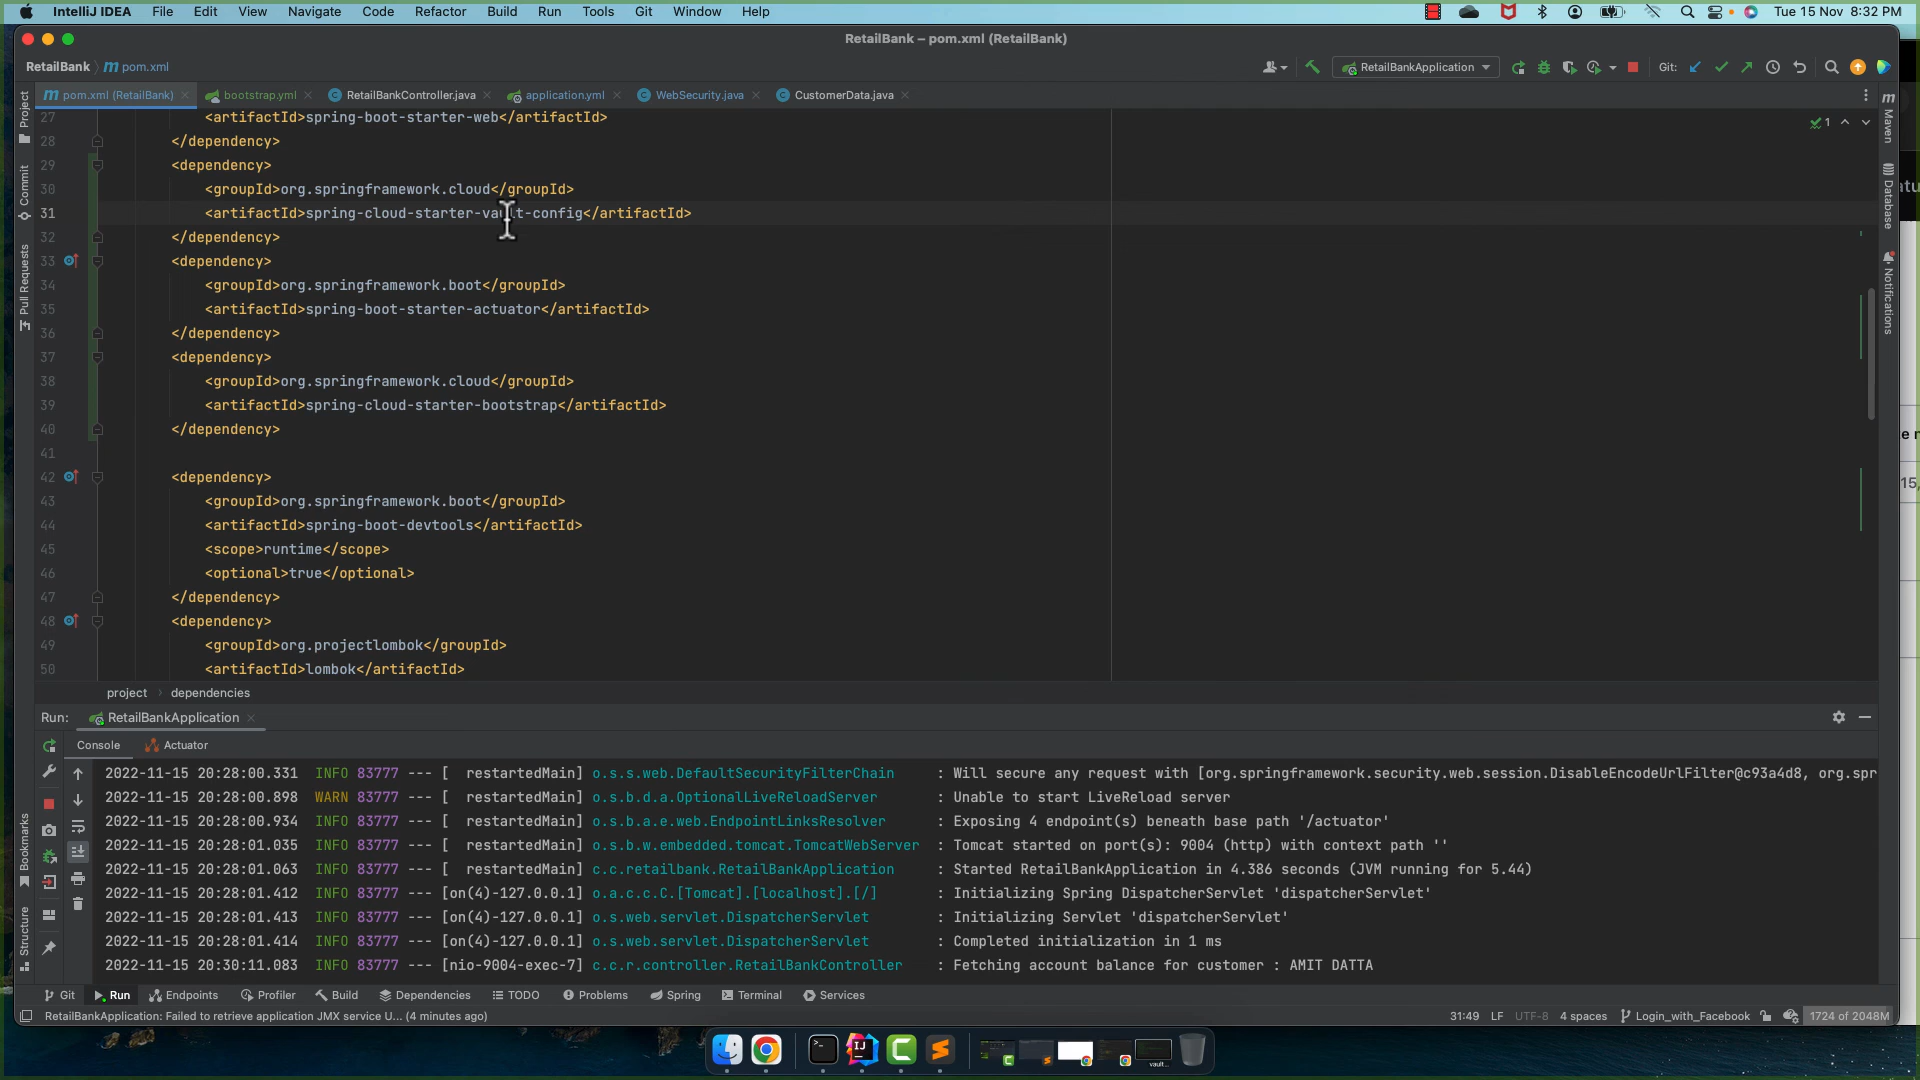 IntelliJ IDEA File Edit View Navigate Code Refactor Build Run Tools Git Window Help Tue 15 Nov 8:32 PM
RetailBank – pom.xml (RetailBank)
RetailBank pom.xml RetailBankApplication Git:
pom.xml (RetailBank) bootstrap.yml RetailBankController.java application.yml WebSecurity.java CustomerData.java
27 <artifactId>spring-boot-starter-web</artifactId>
28 </dependency>
29 <dependency>
30 <groupId>org.springframework.cloud</groupId>
31 <artifactId>spring-cloud-starter-vault-config</artifactId>
32 </dependency>
33 <dependency>
34 <groupId>org.springframework.boot</groupId>
35 <artifactId>spring-boot-starter-actuator</artifactId>
36 </dependency>
37 <dependency>
38 <groupId>org.springframework.cloud</groupId>
39 <artifactId>spring-cloud-starter-bootstrap</artifactId>
40 </dependency>
41
42 <dependency>
43 <groupId>org.springframework.boot</groupId>
44 <artifactId>spring-boot-devtools</artifactId>
45 <scope>runtime</scope>
46 <optional>true</optional>
47 </dependency>
48 <dependency>
49 <groupId>org.projectlombok</groupId>
50 <artifactId>lombok</artifactId>
1
Project
Commit
Pull Requests
Bookmarks
Structure
Maven
Database
Notifications
project dependencies
Run: RetailBankApplication
Console Actuator
2022-11-15 20:28:00.331 INFO 83777 --- [ restartedMain] o.s.s.web.DefaultSecurityFilterChain : Will secure any request with [org.springframework.security.web.session.DisableEncodeUrlFilter@c93a4d8, org.spr
2022-11-15 20:28:00.898 WARN 83777 --- [ restartedMain] o.s.b.d.a.OptionalLiveReloadServer : Unable to start LiveReload server
2022-11-15 20:28:00.934 INFO 83777 --- [ restartedMain] o.s.b.a.e.web.EndpointLinksResolver : Exposing 4 endpoint(s) beneath base path '/actuator'
2022-11-15 20:28:01.035 INFO 83777 --- [ restartedMain] o.s.b.w.embedded.tomcat.TomcatWebServer : Tomcat started on port(s): 9004 (http) with context path ''
2022-11-15 20:28:01.063 INFO 83777 --- [ restartedMain] c.c.retailbank.RetailBankApplication : Started RetailBankApplication in 4.386 seconds (JVM running for 5.44)
2022-11-15 20:28:01.412 INFO 83777 --- [on(4)-127.0.0.1] o.a.c.c.C.[Tomcat].[localhost].[/] : Initializing Spring DispatcherServlet 'dispatcherServlet'
2022-11-15 20:28:01.413 INFO 83777 --- [on(4)-127.0.0.1] o.s.web.servlet.DispatcherServlet : Initializing Servlet 'dispatcherServlet'
2022-11-15 20:28:01.414 INFO 83777 --- [on(4)-127.0.0.1] o.s.web.servlet.DispatcherServlet : Completed initialization in 1 ms
2022-11-15 20:30:11.083 INFO 83777 --- [nio-9004-exec-7] c.c.r.controller.RetailBankController : Fetching account balance for customer : AMIT DATTA
Git Run Endpoints Profiler Build Dependencies TODO Problems Spring Terminal Services
RetailBankApplication: Failed to retrieve application JMX service U... (4 minutes ago) 31:49 LF UTF-8 4 spaces Login_with_Facebook 1724 of 2048M